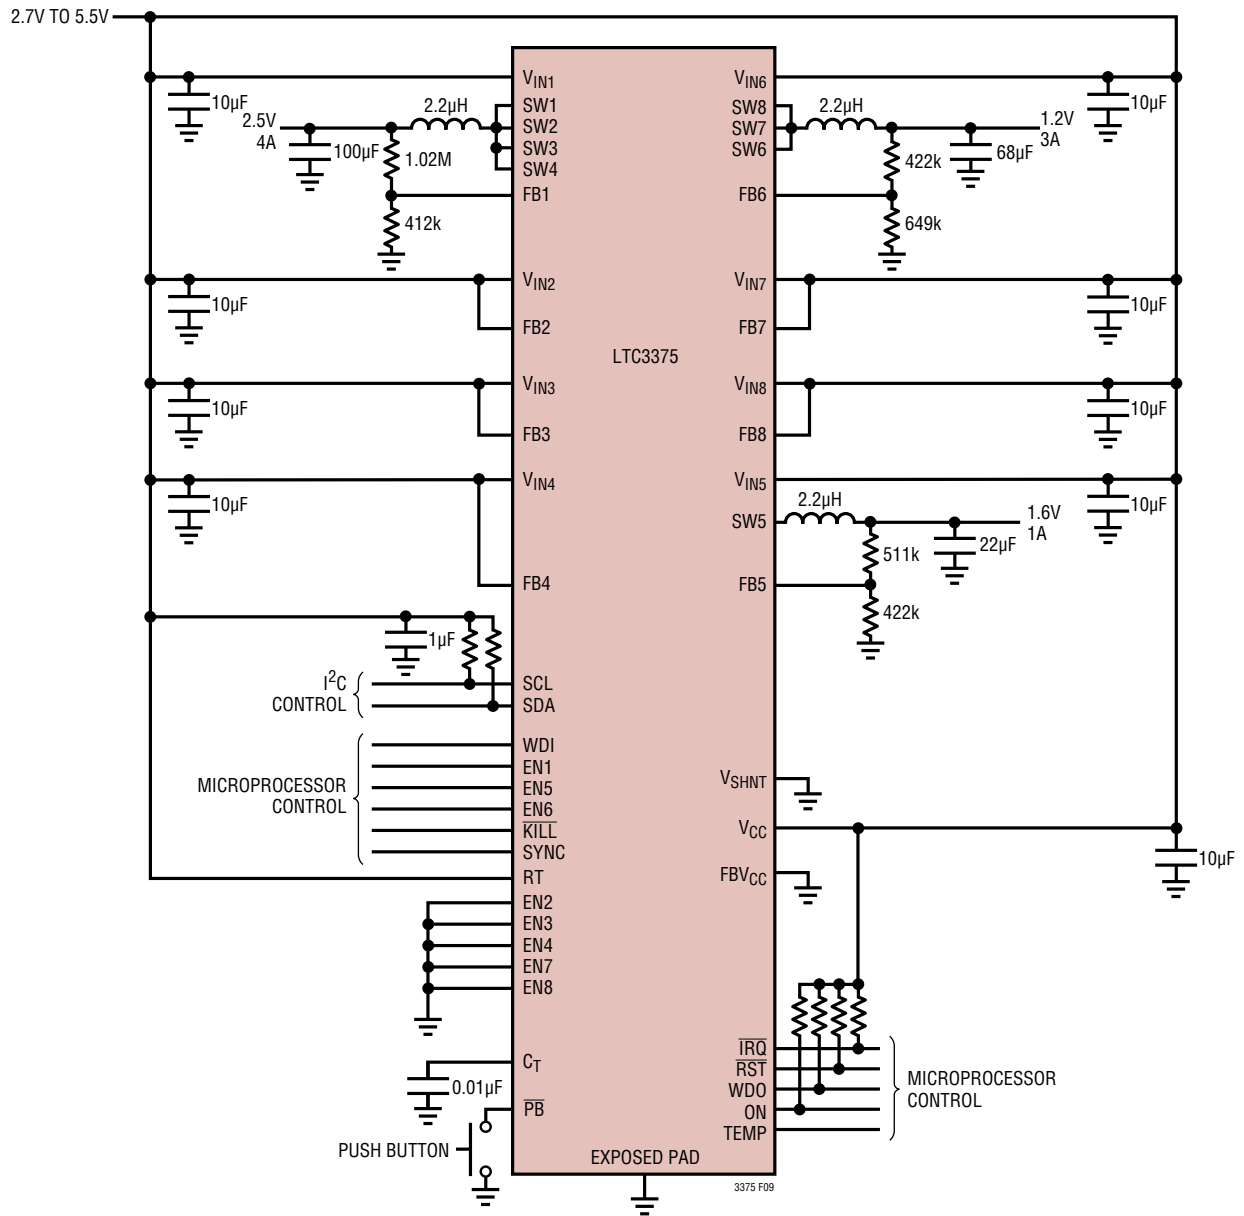 2.7V TO 5.5V
VIN1
VIN6
10µF
2.5V
4A
100µF
2.2µH
1.02M
412k
SW1
SW2
SW3
SW4
FB1
SW8
SW7
SW6
FB6
2.2µH
422k
649k
68µF
1.2V
3A
10µF
VIN2
FB2
10µF
VIN7
FB7
10µF
LTC3375
VIN3
FB3
10µF
VIN8
FB8
10µF
VIN4
FB4
10µF
VIN5
SW5
FB5
2.2µH
511k
422k
22µF
1.6V
1A
10µF
1µF
I2C
CONTROL
SCL
SDA
MICROPROCESSOR
CONTROL
WDI
EN1
EN5
EN6
KILL
SYNC
RT
EN2
EN3
EN4
EN7
EN8
VSHNT
VCC
FBVCC
10µF
CT
0.01µF
PB
PUSH BUTTON
IRQ
RST
WDO
ON
TEMP
MICROPROCESSOR
CONTROL
EXPOSED PAD
3375 F09